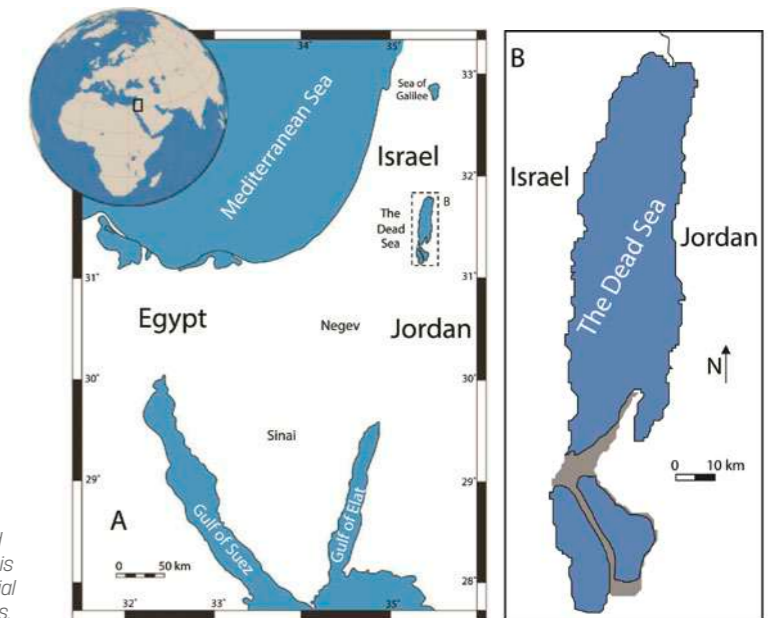 34˚
35˚
33˚
Sea of
Galilee
Mediterranean Sea
Israel
32˚
The
Dead
Sea
B
31˚
31˚
Egypt
Negev
Jordan
30˚
30˚
Sinai
29˚
29˚
A
Gulf of Suez
Gulf of Elat
0 50 km
28˚
32˚
33˚
35˚
B
Israel
The Dead Sea
Jordan
N
0 10 km
is
s.